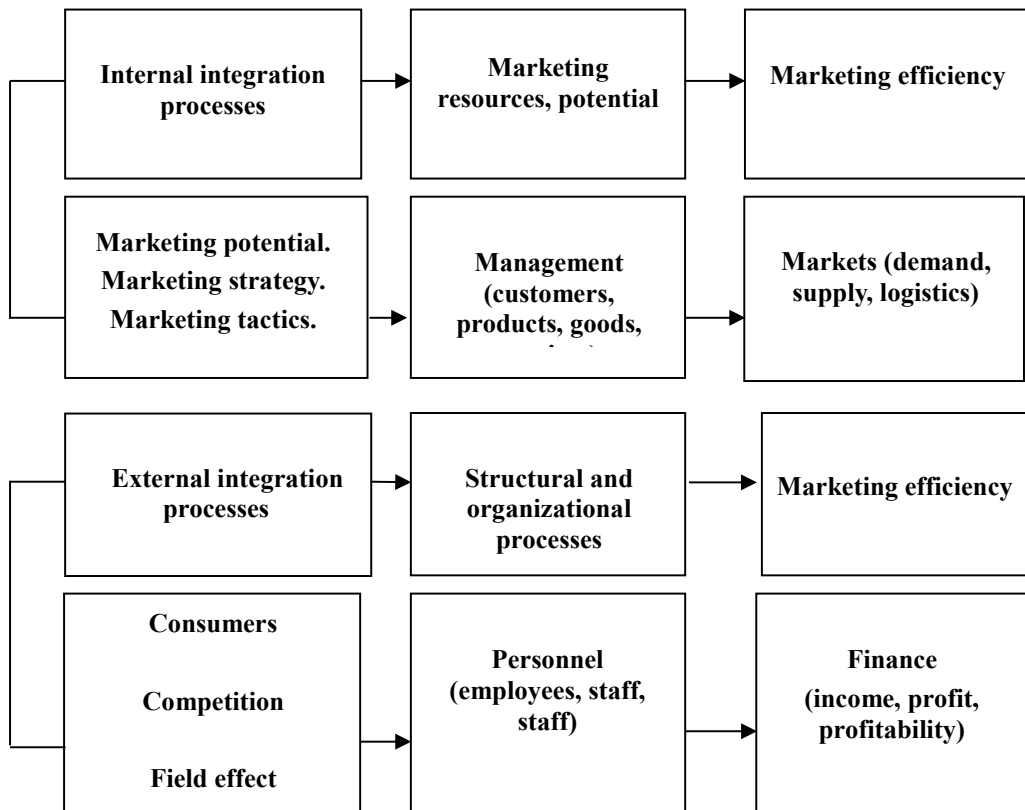 Internal integration
processes
Marketing
resources, potential
Marketing efficiency
Marketing potential.
Marketing strategy.
Marketing tactics.
Management
(customers,
products, goods,
Markets (demand,
supply, logistics)
External integration
processes
Structural and
organizational
processes
Marketing efficiency
Consumers
Competition
Field effect
Personnel
(employees, staff,
staff)
Finance
(income, profit,
profitability)